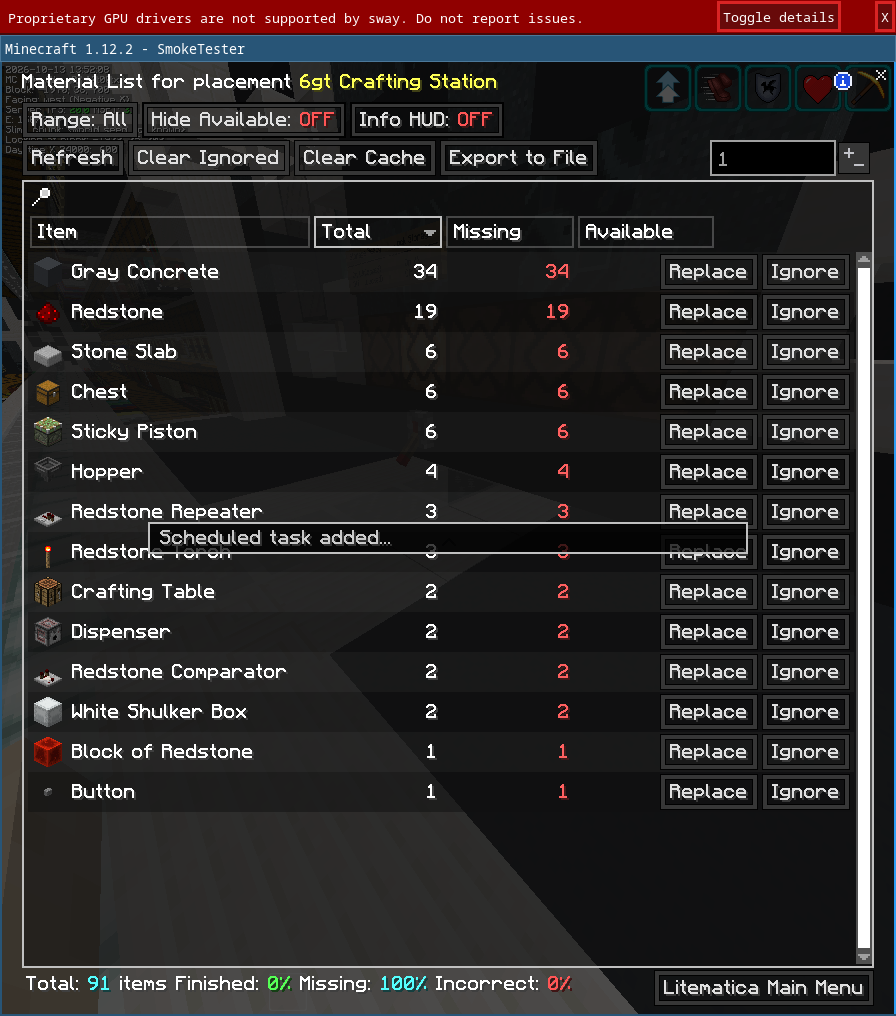 Proprietary GPU drivers are not supported by sway. Do not report issues. Toggle details X
Minecraft 1.12.2 - SmokeTester
Material List for placement 6gt Crafting Station
Range: All Hide Available: OFF Info HUD: OFF
Refresh Clear Ignored Clear Cache Export to File 1
Item Total Missing Available
Gray Concrete 34 34 Replace Ignore
Redstone 19 19 Replace Ignore
Stone Slab 6 6 Replace Ignore
Chest 6 6 Replace Ignore
Sticky Piston 6 6 Replace Ignore
Hopper 4 4 Replace Ignore
Redstone Repeater 3 3 Replace Ignore
Scheduled task added...
Redstone Torch 3 3 Replace Ignore
Crafting Table 2 2 Replace Ignore
Dispenser 2 2 Replace Ignore
Redstone Comparator 2 2 Replace Ignore
White Shulker Box 2 2 Replace Ignore
Block of Redstone 1 1 Replace Ignore
Button 1 1 Replace Ignore
Total: 91 items Finished: 0% Missing: 100% Incorrect: 0%
Litematica Main Menu